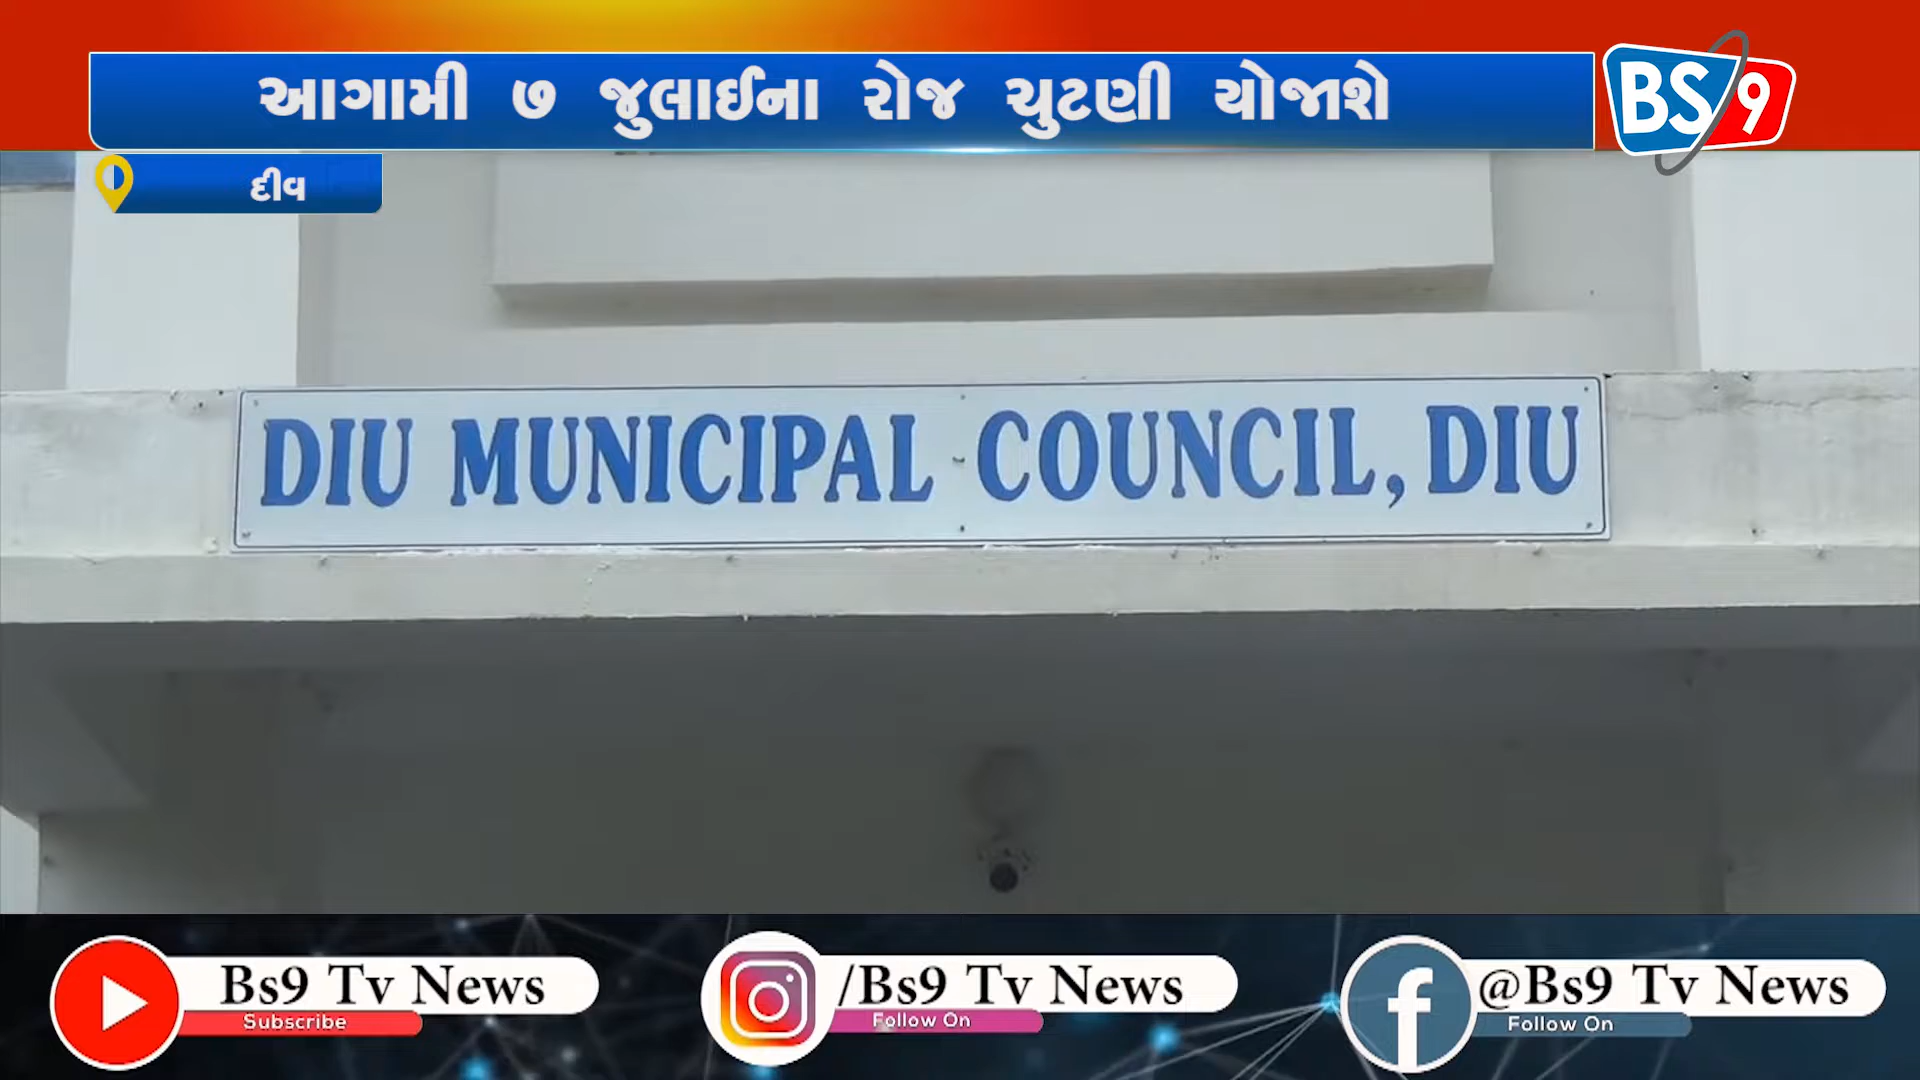 આગામી ૭ જુલાઈના રોજ ચુટણી યોજાશે
BS9
દીવ
DIU MUNICIPAL COUNCIL, DIU
Bs9 Tv News
Subscribe
/Bs9 Tv News
Follow On
@Bs9 Tv News
Follow On